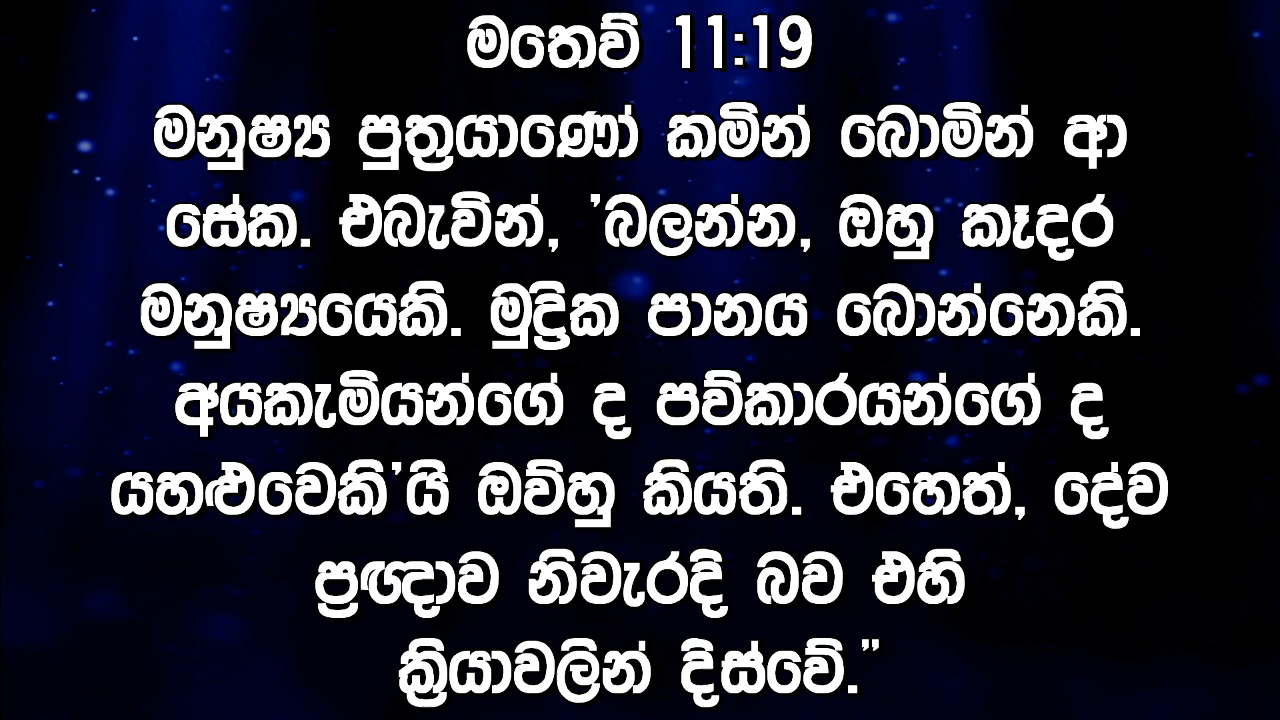 මතෙව් 11:19
මනුෂ්‍ය පුත්‍රයාණෝ කමින් බොමින් ආ
සේක. එබැවින්, 'බලන්න, ඔහු කෑදර
මනුෂ්‍යයෙකි. මුද්‍රික පානය බොන්නෙකි.
අයකැමියන්ගේ ද පව්කාරයන්ගේ ද
යහළුවෙකි'යි ඔව්හු කියති. එහෙත්, දේව
ප්‍රඥාව නිවැරදි බව එහි
ක්‍රියාවලින් දිස්වේ."